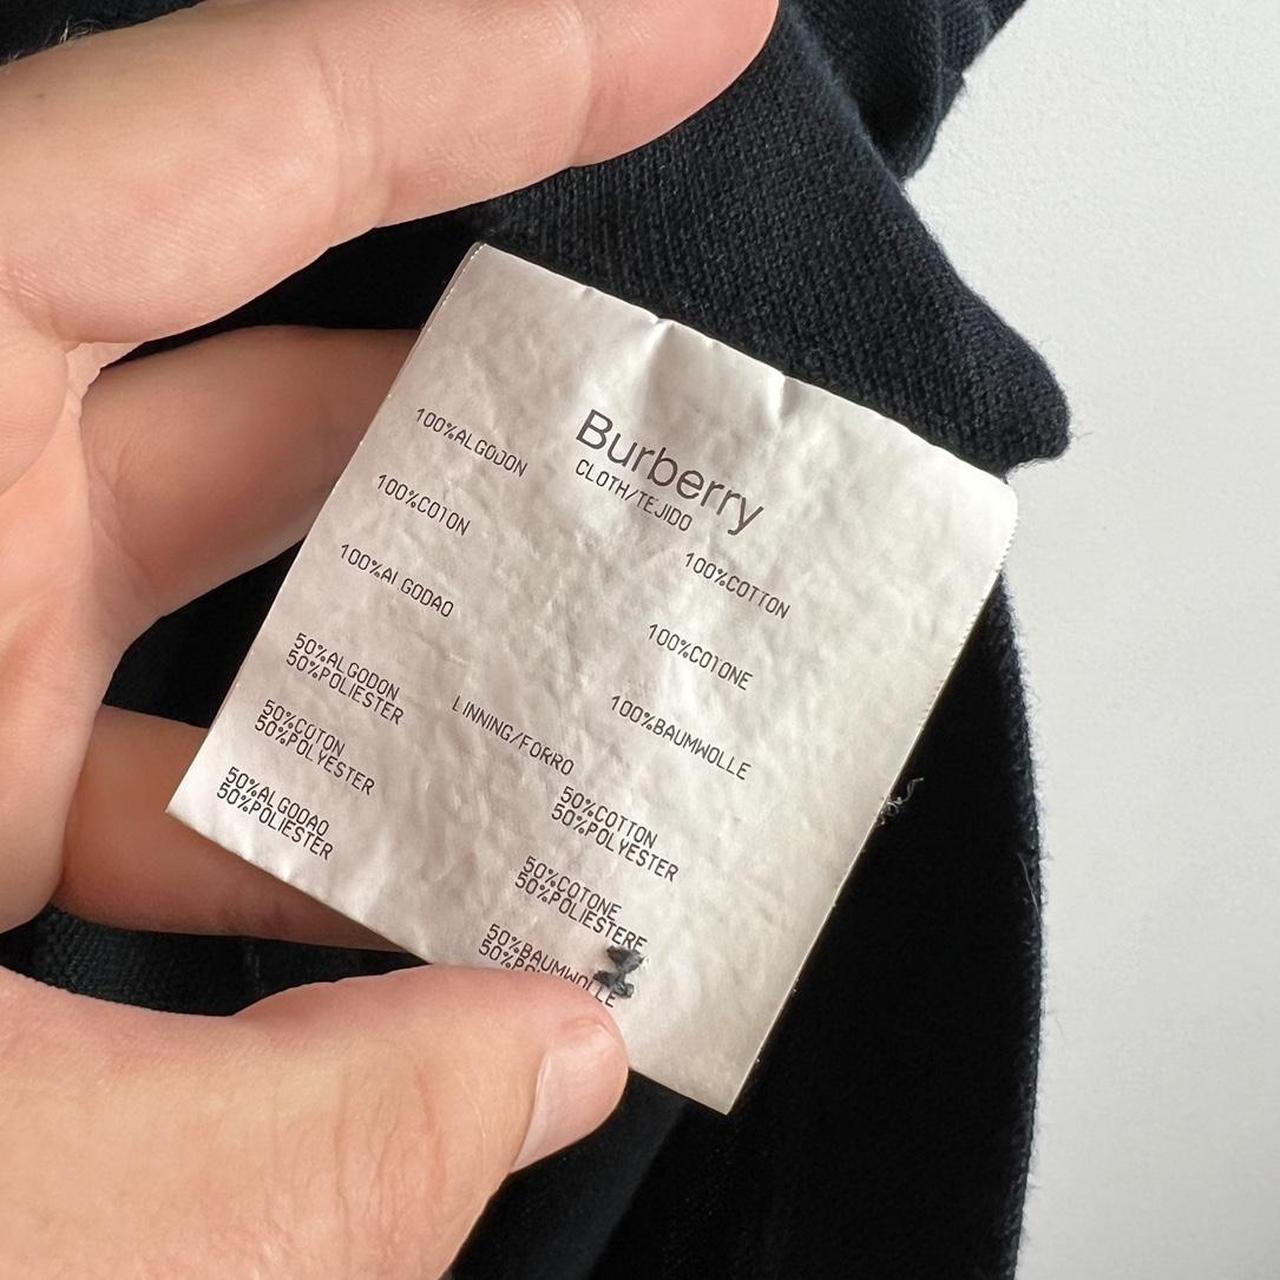 Burberry
CLOTH/TEJIDO
100%ALGODON
100%COTON
100%ALGODAO
100%COTTON
100%COTONE
100%BAUMWOLLE
LINNING/FORRO
50%ALGODON
50%POLIESTER
50%COTON
50%POLYESTER
50%ALGODAO
50%POLIESTER
50%COTTON
50%POLYESTER
50%COTONE
50%POLIESTERE
50%BAUMWOLLE